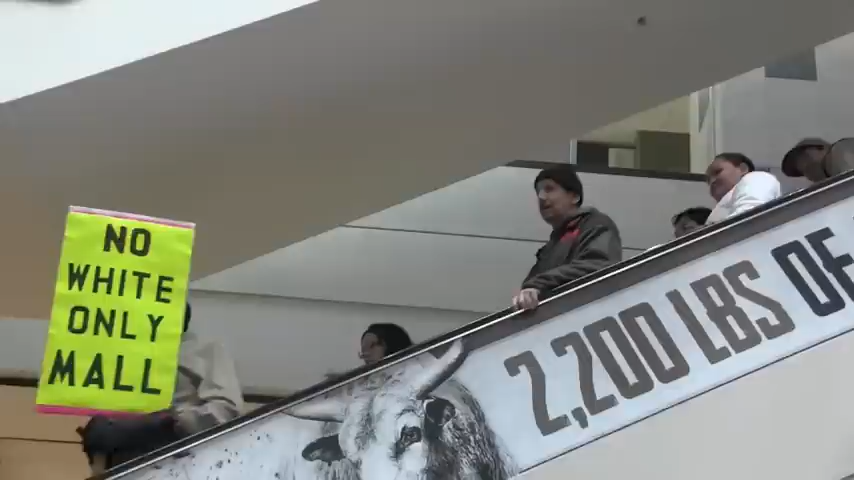 NO
WHITE
ONLY
MALL
2,200 LBS OF